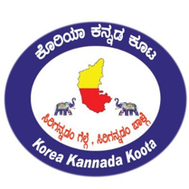 ಕೊರಿಯಾ ಕನ್ನಡ ಕೂಟ
ಸಿರಿಗನ್ನಡಂ ಗೆಲ್ಗೆ , ಸಿರಿಗನ್ನಡಂ ಬಾಳ್ಗೆ
Korea Kannada Koota